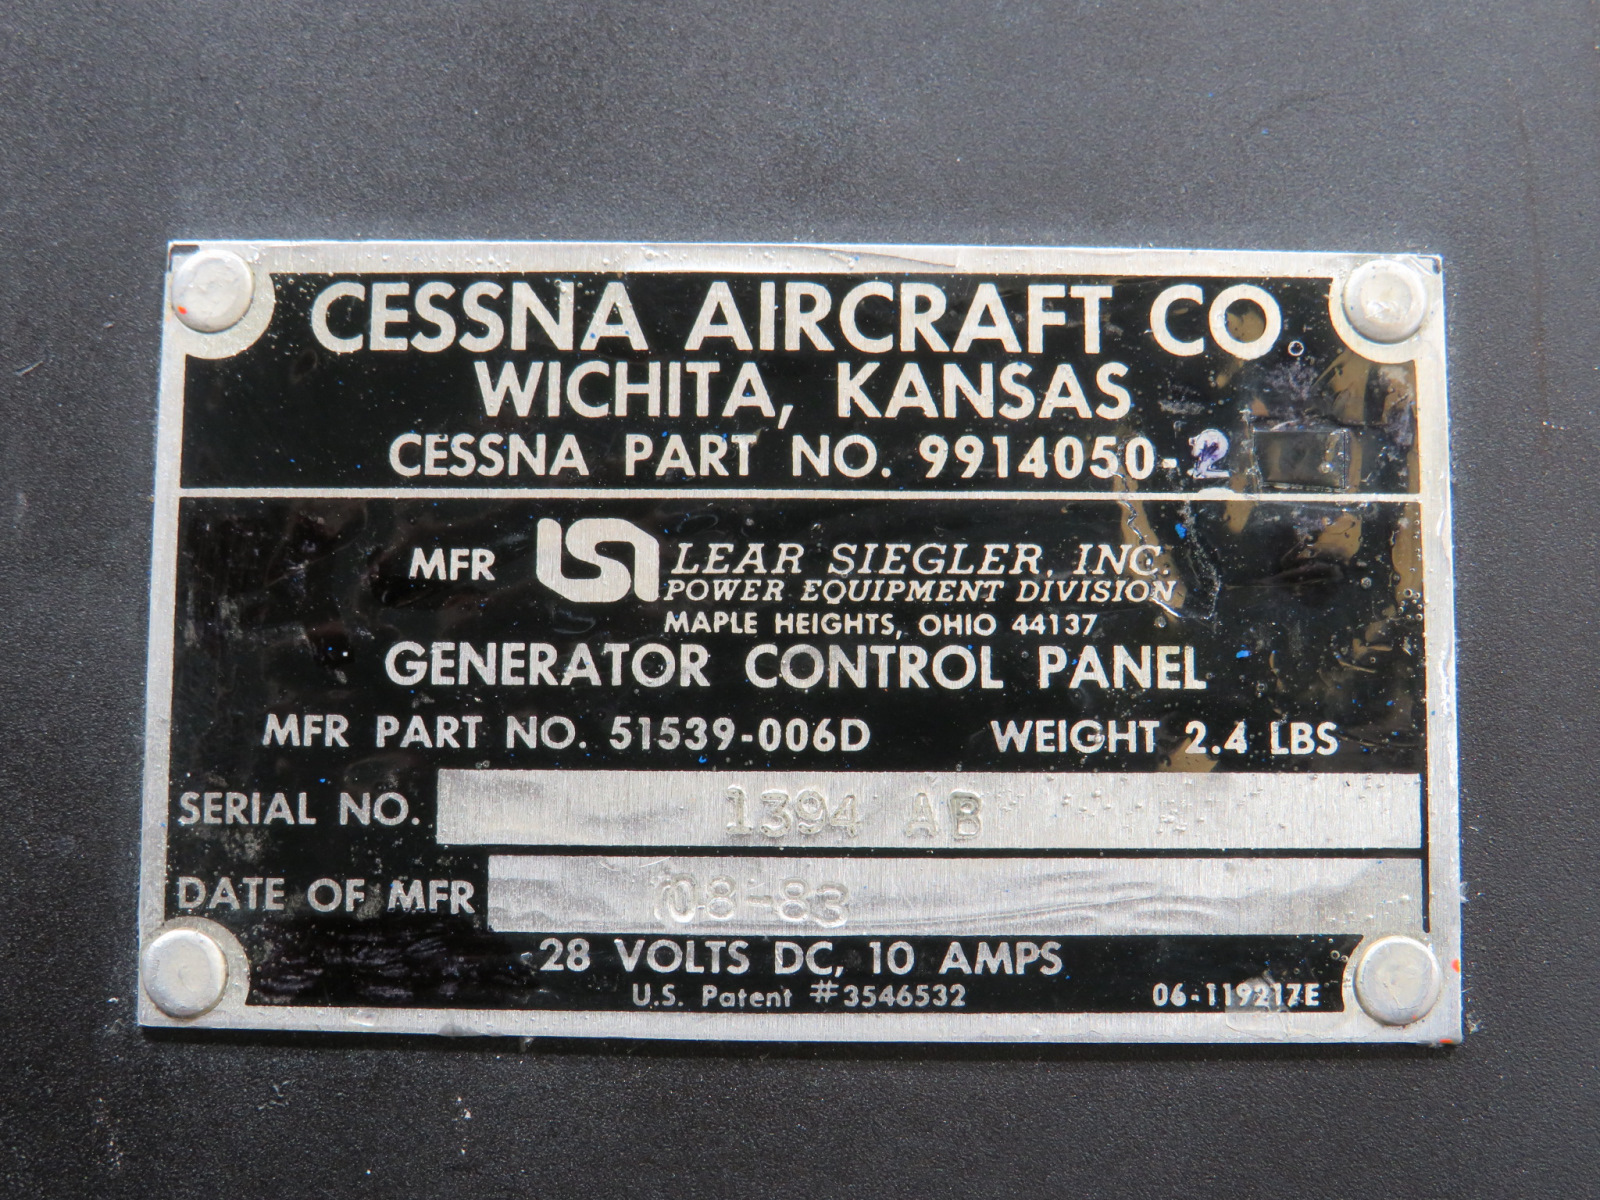 CESSNA AIRCRAFT CO.
WICHITA, KANSAS
CESSNA PART NO. 9914050-2
MFR LSI LEAR SIEGLER, INC.
POWER EQUIPMENT DIVISION
MAPLE HEIGHTS, OHIO 44137
GENERATOR CONTROL PANEL
MFR PART NO. 51539-006D WEIGHT 2.4 LBS
SERIAL NO. 1394 AB
DATE OF MFR 08-83
28 VOLTS DC, 10 AMPS
U.S. Patent #3546532 06-119217E